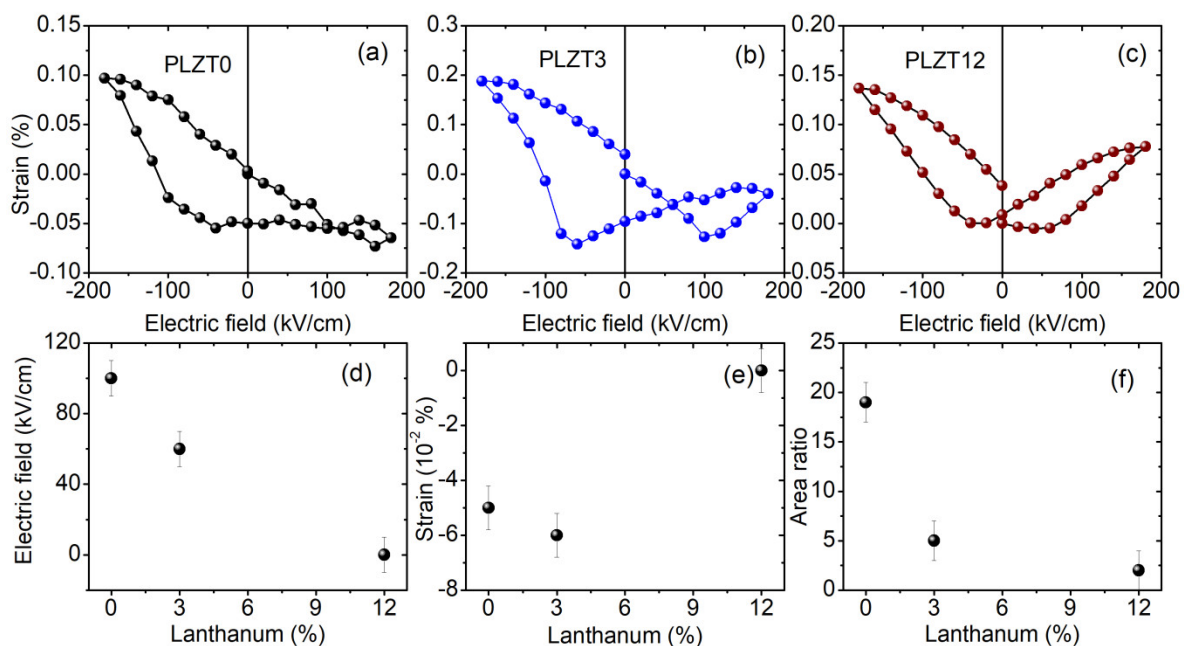 (a)
PLZT0
Strain (%)
0.15
0.10
0.05
0.00
-0.05
-0.10
-200 -100 0 100 200
Electric field (kV/cm)
(b)
PLZT3
0.3
0.2
0.1
0.0
-0.1
-0.2
-200 -100 0 100 200
Electric field (kV/cm)
(c)
PLZT12
0.20
0.15
0.10
0.05
0.00
0.05
-200 -100 0 100 200
Electric field (kV/cm)
(d)
Electric field (kV/cm)
120
80
40
0
0 3 6 9 12
Lanthanum (%)
(e)
Strain (10⁻² %)
0
-2
-4
-6
-8
0 3 6 9 12
Lanthanum (%)
(f)
Area ratio
25
20
15
10
5
0
0 3 6 9 12
Lanthanum (%)